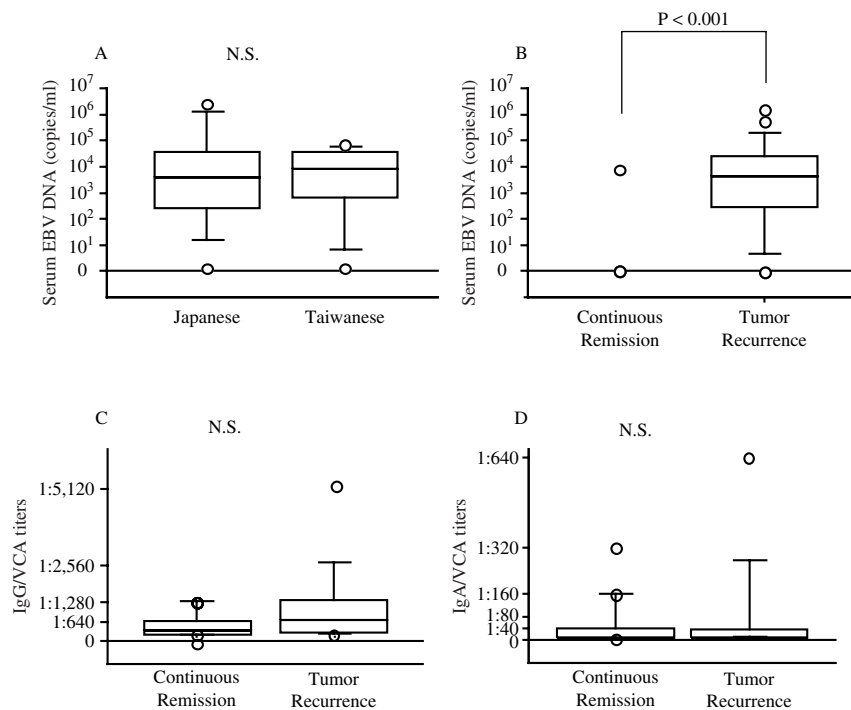 A
N.S.
Serum EBV DNA (copies/ml)
10^7
10^6
10^5
10^4
10^3
10^2
10^1
0
Japanese
Taiwanese
B
P < 0.001
Serum EBV DNA (copies/ml)
10^7
10^6
10^5
10^4
10^3
10^2
10^1
0
Continuous
Remission
Tumor
Recurrence
C
N.S.
IgG/VCA titers
1:5,120
1:2,560
1:1,280
1:640
0
Continuous
Remission
Tumor
Recurrence
D
N.S.
IgA/VCA titers
1:640
1:320
1:160
1:80
1:40
0
Continuous
Remission
Tumor
Recurrence